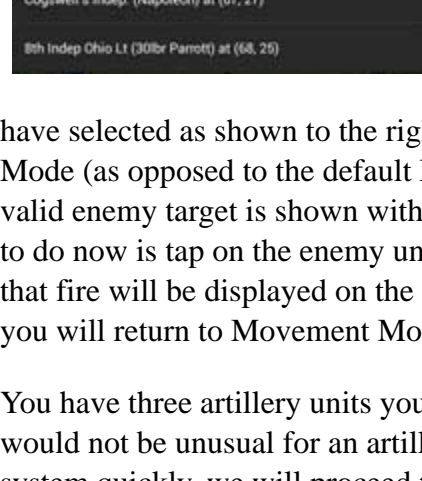 Cogswell's Indep. (Napoleon) at (67, 27)
8th Indep Ohio Lt (30lbr Parrott) at (68, 25)
have selected as shown to the rig
Mode (as opposed to the default
valid enemy target is shown with
to do now is tap on the enemy un
that fire will be displayed on the
you will return to Movement Mo
You have three artillery units you
would not be unusual for an artill
system quickly, we will proceed